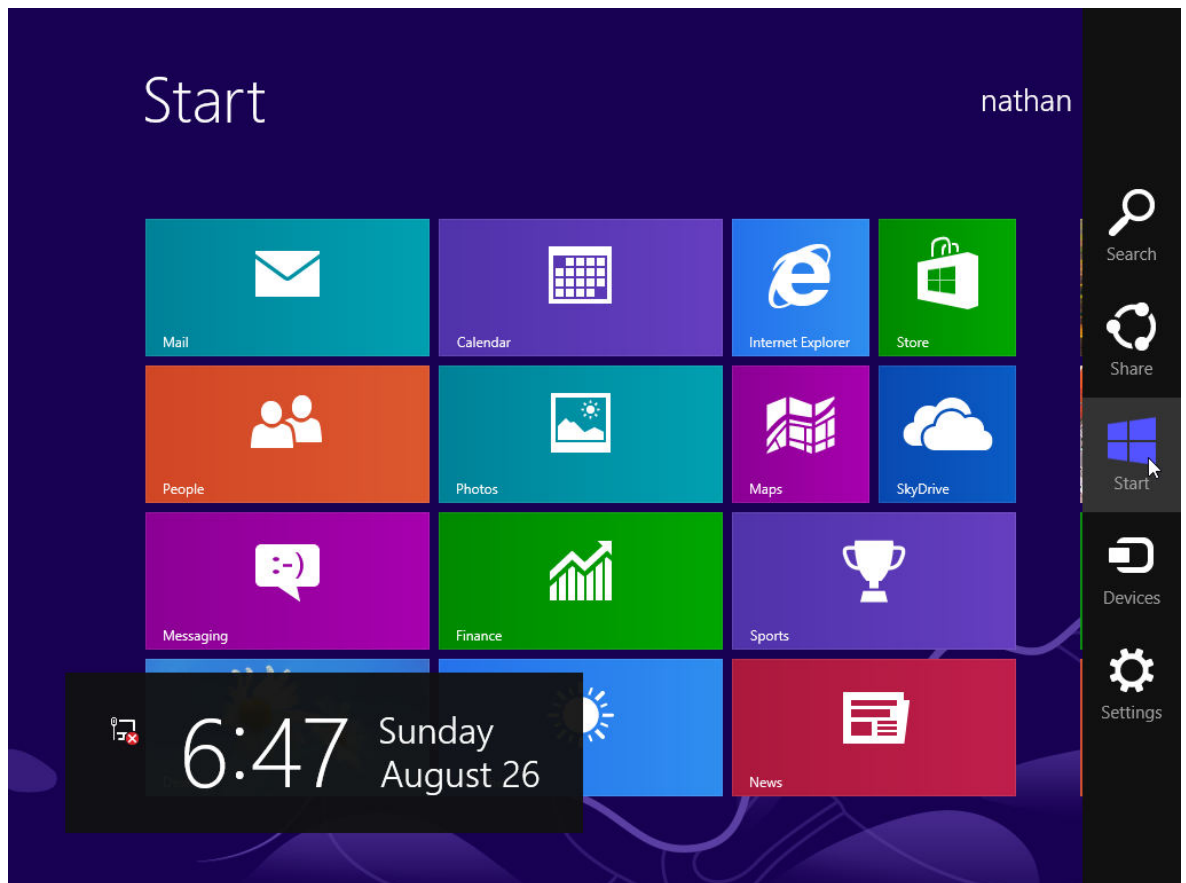 Start
nathan
Search
Share
Start
Devices
Settings
Mail
Calendar
Internet Explorer
Store
People
Photos
Maps
SkyDrive
Messaging
:-)
Finance
Sports
News
6:47
Sunday
August 26